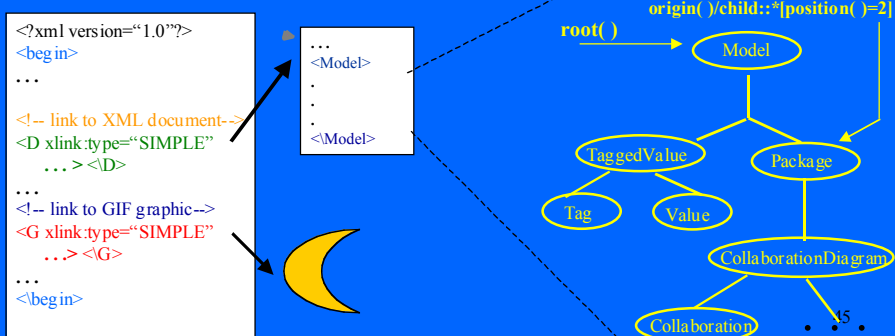 <?xml version=“1.0”?>
<begin>
...
<!-- link to XML document-->
<D xlink:type=“SIMPLE”
... > <\D>
...
<!-- link to GIF graphic-->
<G xlink:type=“SIMPLE”
...> <\G>
...
<\begin>
...
<Model>
.
.
.
<\Model>
origin( )/child::*[position( )=2]
root( )
Model
TaggedValue
Package
Tag
Value
CollaborationDiagram
Collaboration
...
45